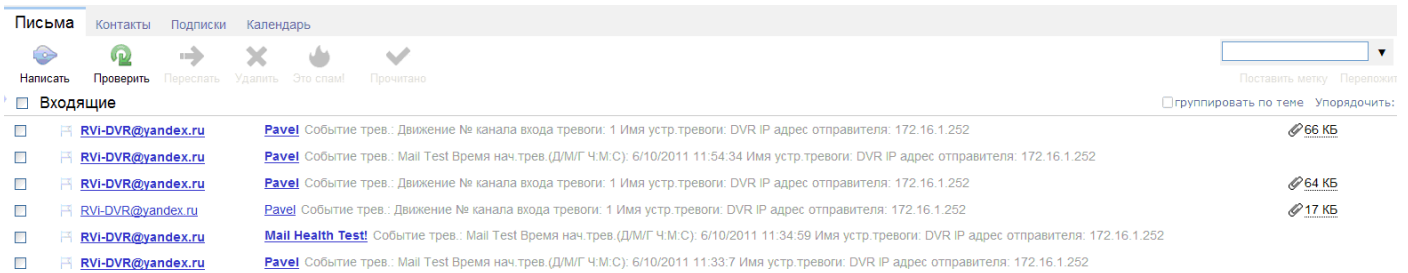 Письма Контакты Подписки Календарь
Написать Проверить Переслать Удалить Это спам! Прочитано
Поставить метку Переложит
Входящие группировать по теме Упорядочить:
RVi-DVR@yandex.ru Pavel Событие трев.: Движение № канала входа тревоги: 1 Имя устр.тревоги: DVR IP адрес отправителя: 172.16.1.252 66 КБ
RVi-DVR@yandex.ru Pavel Событие трев.: Mail Test Время нач.трев.(Д/М/Г Ч:М:С): 6/10/2011 11:54:34 Имя устр.тревоги: DVR IP адрес отправителя: 172.16.1.252
RVi-DVR@yandex.ru Pavel Событие трев.: Движение № канала входа тревоги: 1 Имя устр.тревоги: DVR IP адрес отправителя: 172.16.1.252 64 КБ
RVi-DVR@yandex.ru Pavel Событие трев.: Движение № канала входа тревоги: 1 Имя устр.тревоги: DVR IP адрес отправителя: 172.16.1.252 17 КБ
RVi-DVR@yandex.ru Mail Health Test! Событие трев.: Mail Test Время нач.трев.(Д/М/Г Ч:М:С): 6/10/2011 11:34:59 Имя устр.тревоги: DVR IP адрес отправителя: 172.16.1.252
RVi-DVR@yandex.ru Pavel Событие трев.: Mail Test Время нач.трев.(Д/М/Г Ч:М:С): 6/10/2011 11:33:7 Имя устр.тревоги: DVR IP адрес отправителя: 172.16.1.252